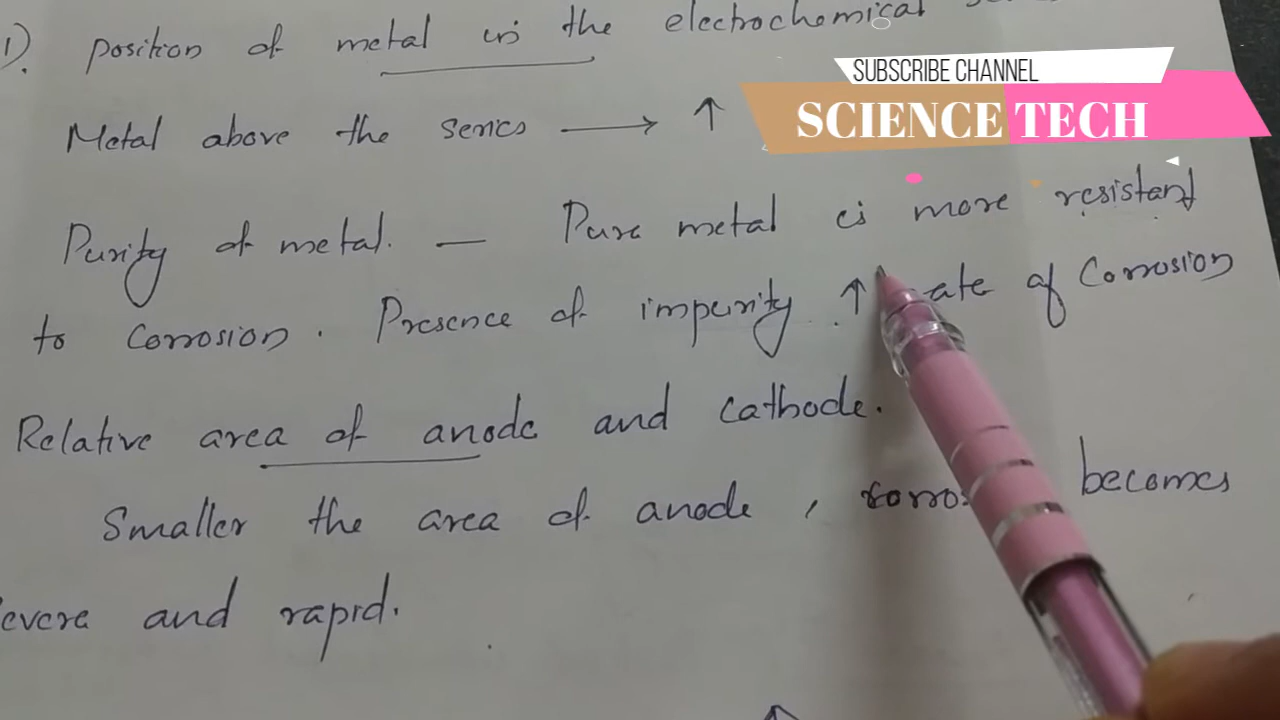 1). Position of metal in the electrochemical
SUBSCRIBE CHANNEL
SCIENCE TECH
Metal above the series → ↑
Purity of metal. — Pure metal is more resistant
to corrosion. Presence of impurity ↑ rate of Corrosion
Relative area of anode and cathode.
Smaller the area of anode, becomes
severe and rapid.